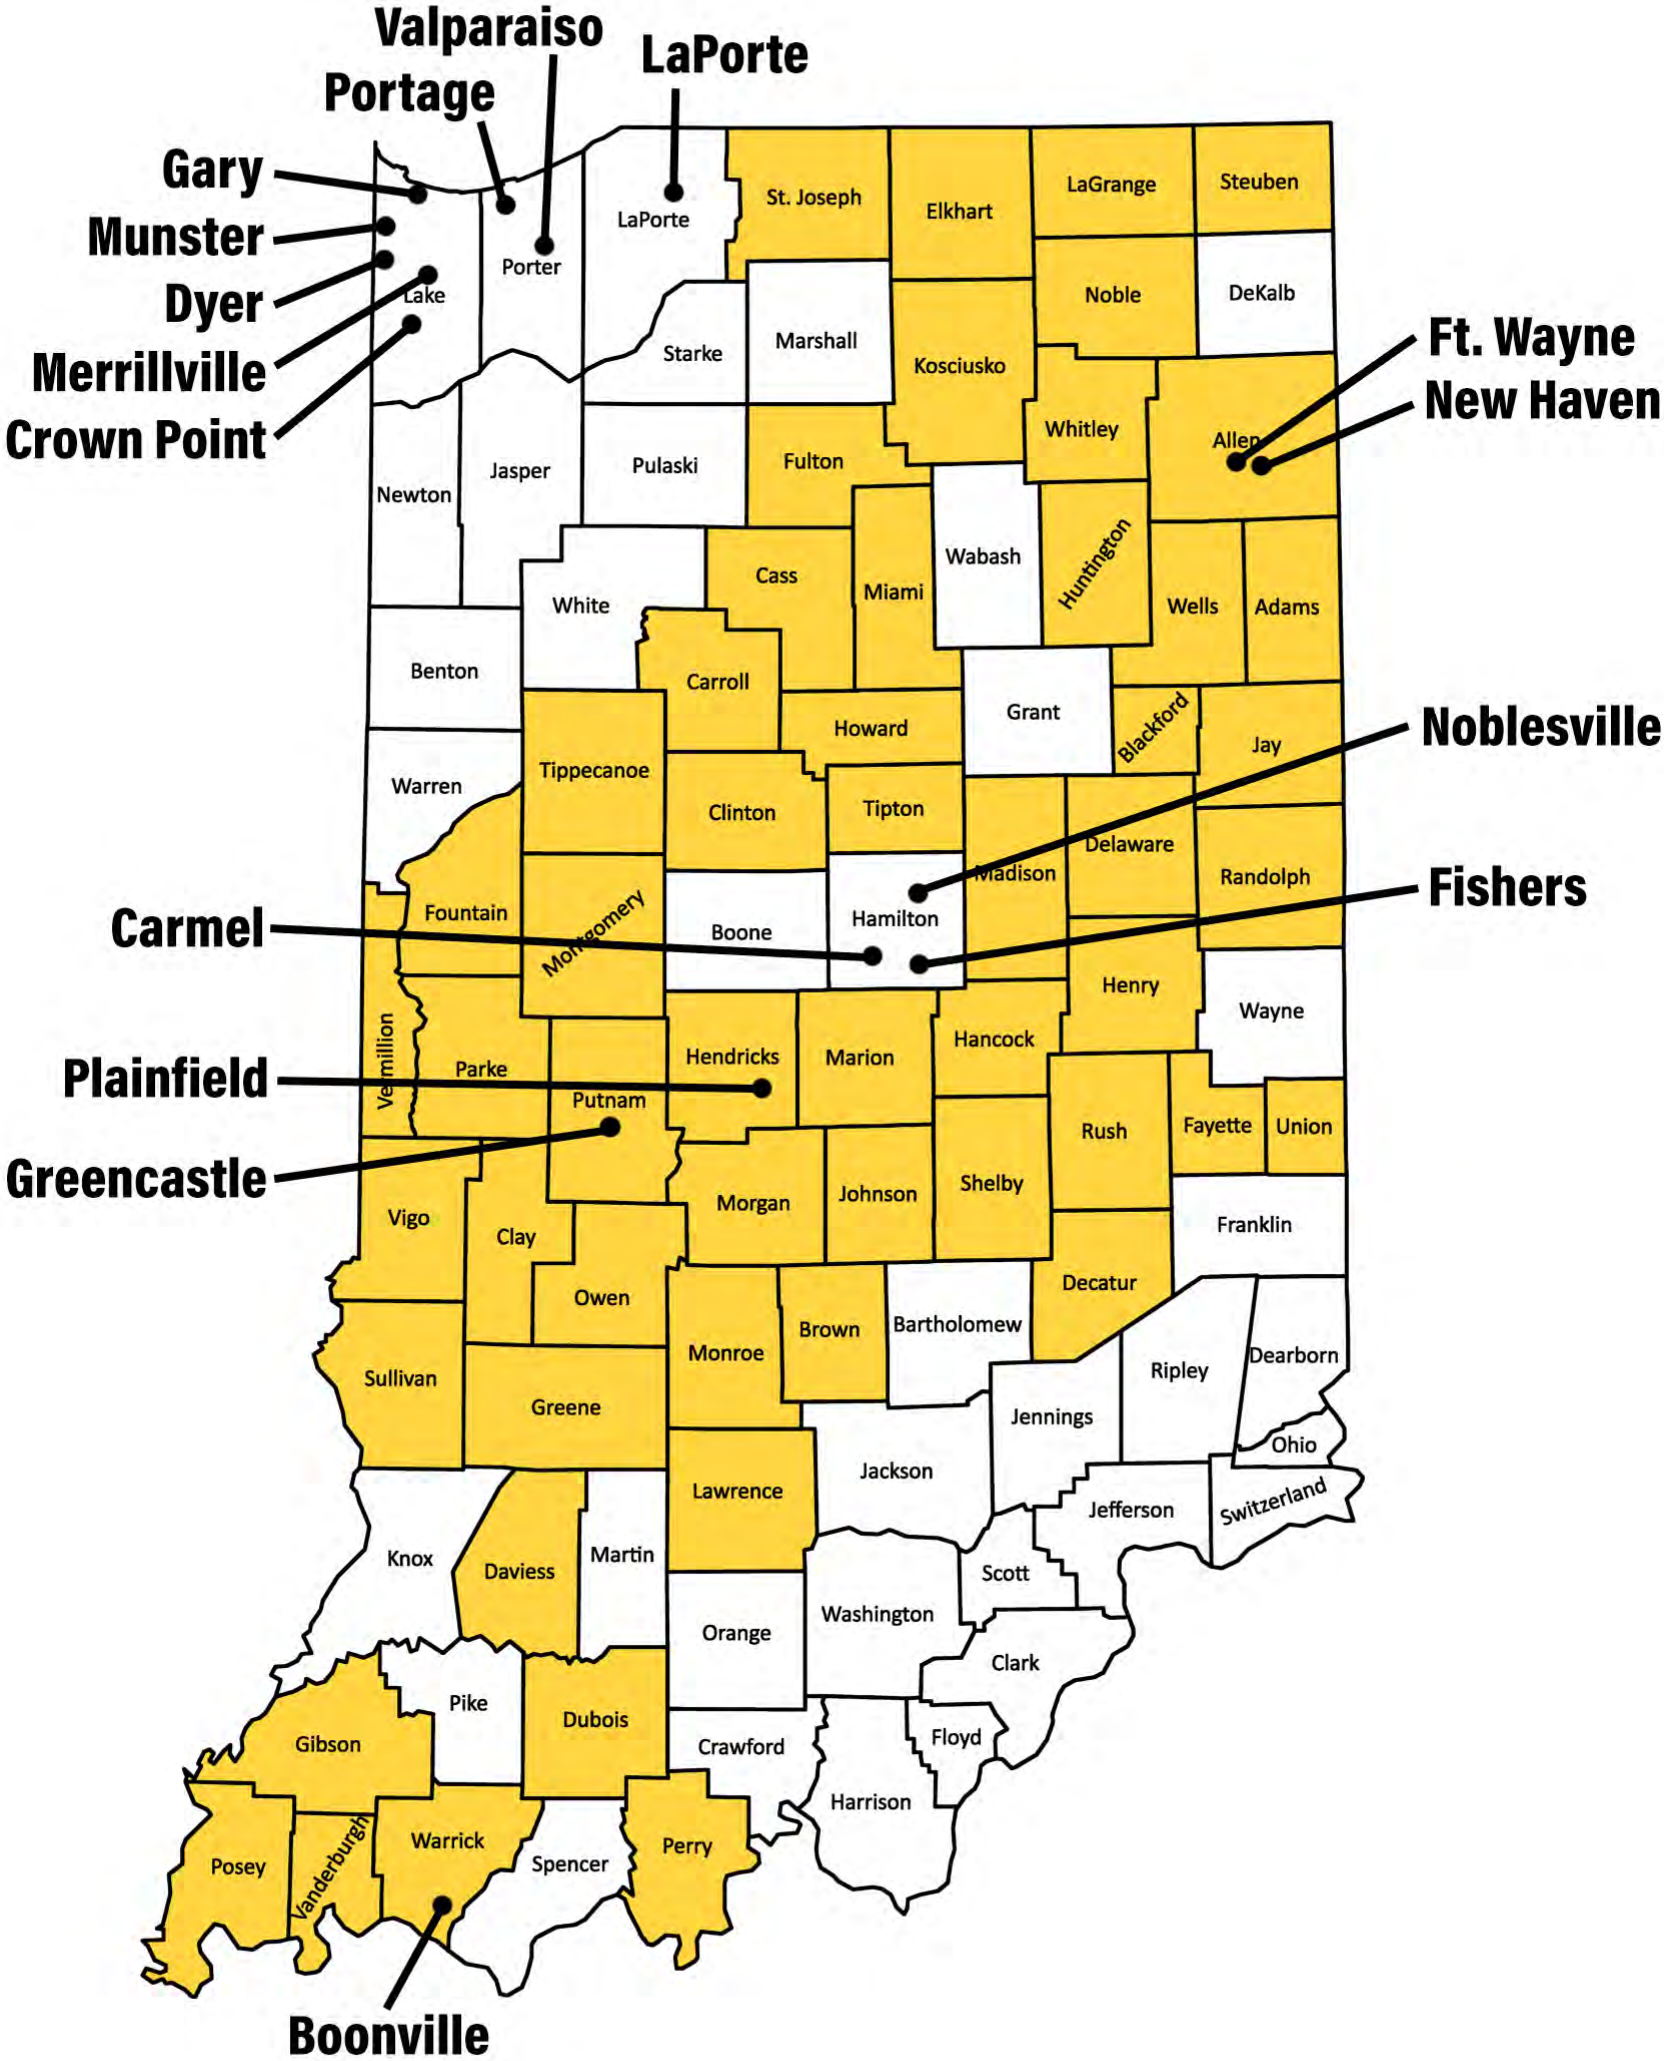 Valparaiso
LaPorte
Portage
Gary
Munster
Dyer
Merrillville
Crown Point
Ft. Wayne
New Haven
Noblesville
Fishers
Carmel
Plainfield
Greencastle
Boonville
Lake
Porter
LaPorte
St. Joseph
Elkhart
LaGrange
Steuben
Noble
DeKalb
Starke
Marshall
Kosciusko
Whitley
Allen
Newton
Jasper
Pulaski
Fulton
Wabash
Huntington
Wells
Adams
White
Cass
Miami
Benton
Carroll
Howard
Grant
Blackford
Jay
Warren
Tippecanoe
Clinton
Tipton
Madison
Delaware
Randolph
Fountain
Montgomery
Boone
Hamilton
Henry
Wayne
Vermillion
Parke
Putnam
Hendricks
Marion
Hancock
Rush
Fayette
Union
Vigo
Clay
Owen
Morgan
Johnson
Shelby
Decatur
Franklin
Sullivan
Greene
Monroe
Brown
Bartholomew
Jennings
Ripley
Dearborn
Ohio
Switzerland
Jefferson
Jackson
Lawrence
Knox
Daviess
Martin
Orange
Washington
Scott
Clark
Floyd
Harrison
Crawford
Gibson
Pike
Dubois
Posey
Vanderburgh
Warrick
Spencer
Perry